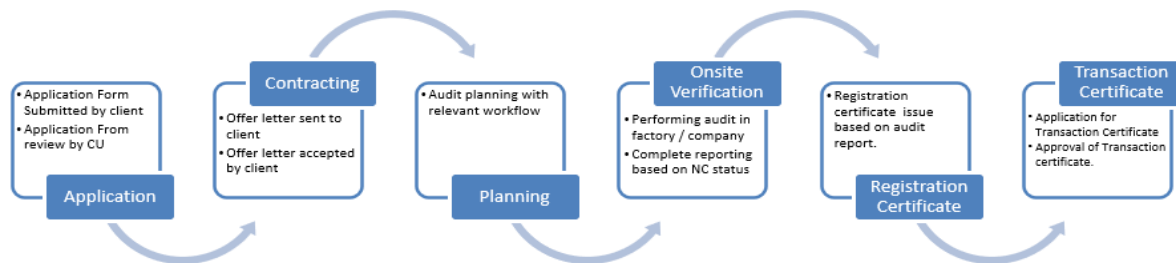 • Application Form
Submitted by client
• Application From
review by CU
Application
Contracting
• Offer letter sent to
client
• Offer letter accepted
by client
• Audit planning with
relevant workflow
Planning
Onsite
Verification
• Performing audit in
factory / company
• Complete reporting
based on NC status
• Registration
certificate issue
based on audit
report.
Registration
Certificate
Transaction
Certificate
• Application for
Transaction Certificate
• Approval of Transaction
certificate.